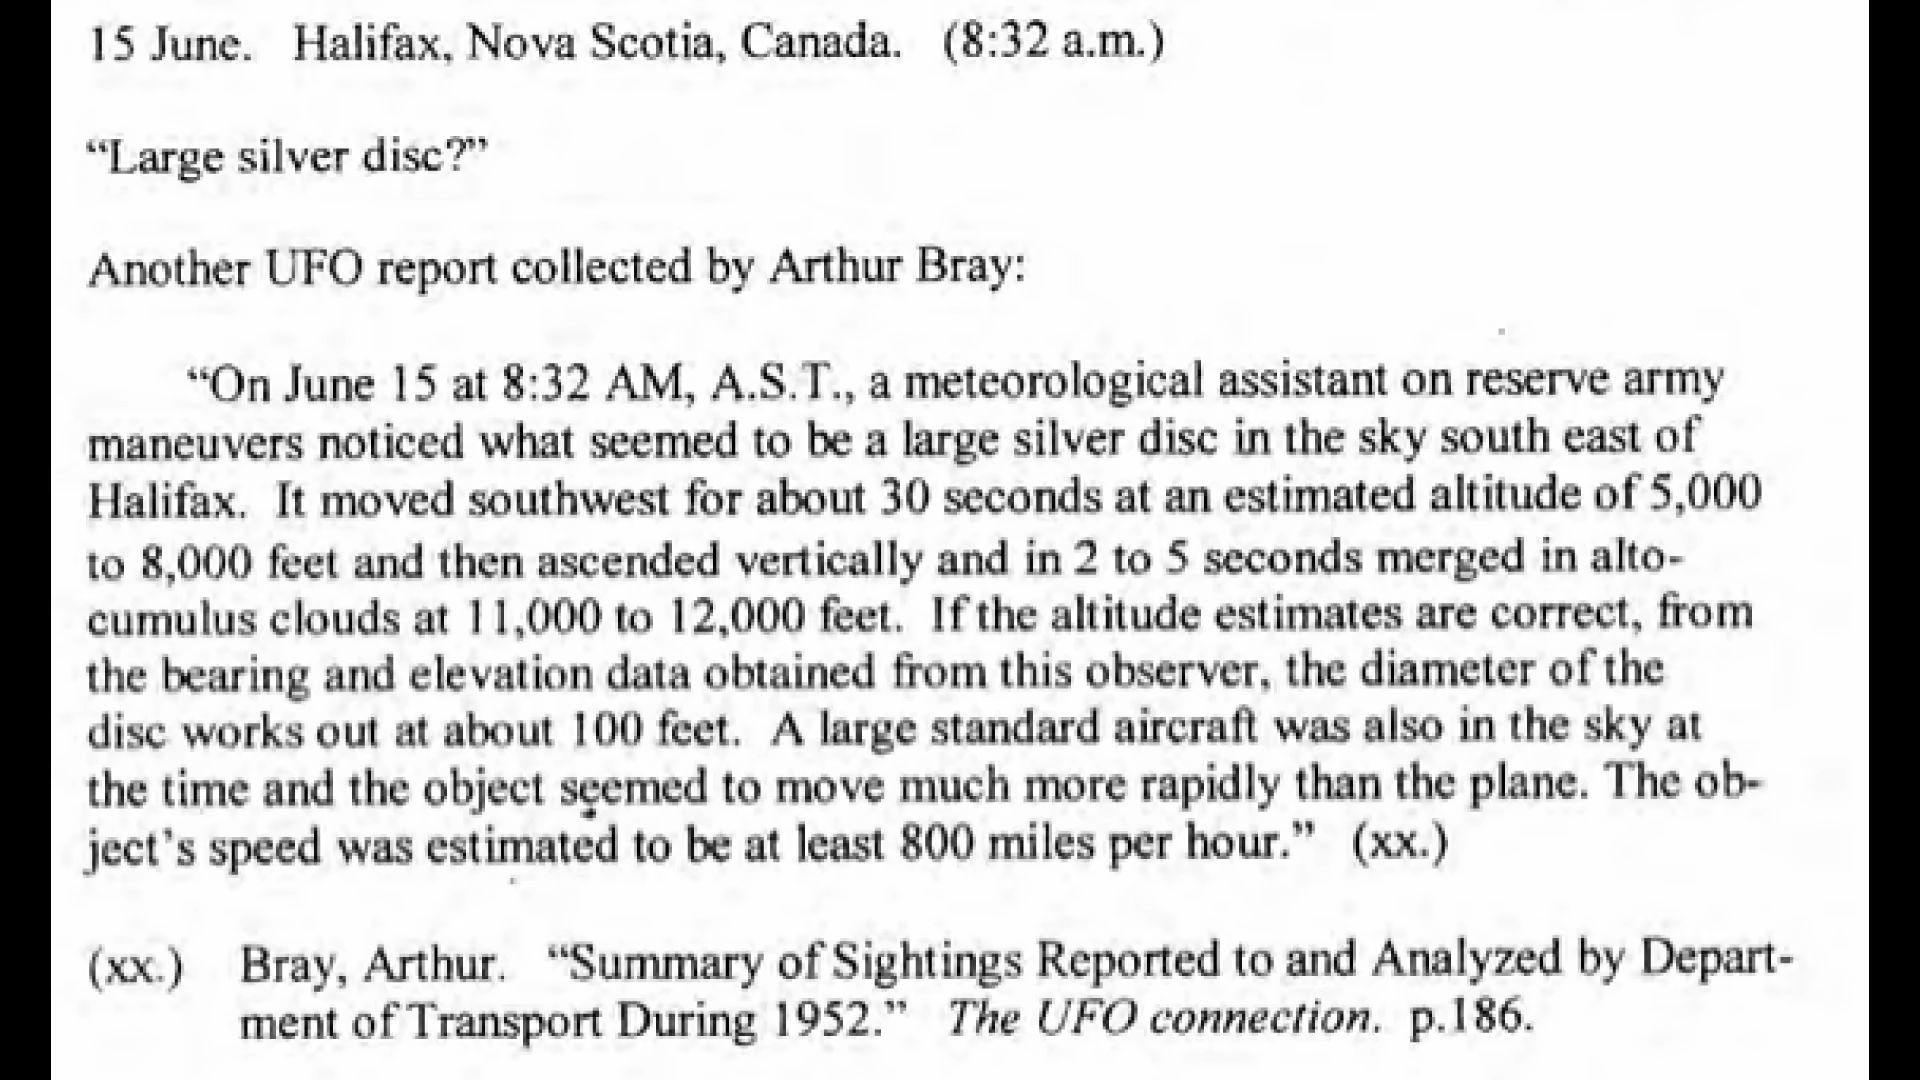 15 June. Halifax, Nova Scotia, Canada. (8:32 a.m.)
“Large silver disc?”
Another UFO report collected by Arthur Bray:
“On June 15 at 8:32 AM, A.S.T., a meteorological assistant on reserve army
maneuvers noticed what seemed to be a large silver disc in the sky south east of
Halifax. It moved southwest for about 30 seconds at an estimated altitude of 5,000
to 8,000 feet and then ascended vertically and in 2 to 5 seconds merged in alto-
cumulus clouds at 11,000 to 12,000 feet. If the altitude estimates are correct, from
the bearing and elevation data obtained from this observer, the diameter of the
disc works out at about 100 feet. A large standard aircraft was also in the sky at
the time and the object seemed to move much more rapidly than the plane. The ob-
ject’s speed was estimated to be at least 800 miles per hour.” (xx.)
(xx.) Bray, Arthur. “Summary of Sightings Reported to and Analyzed by Depart-
ment of Transport During 1952.” The UFO connection. p.186.